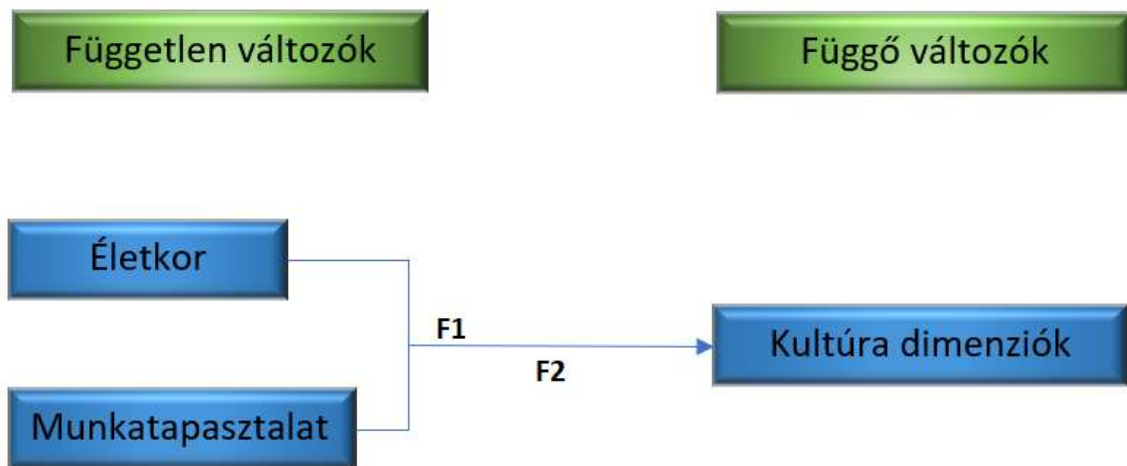 Független változók
Függő változók
Életkor
F1
Kultúra dimenziók
F2
Munkatapasztalat